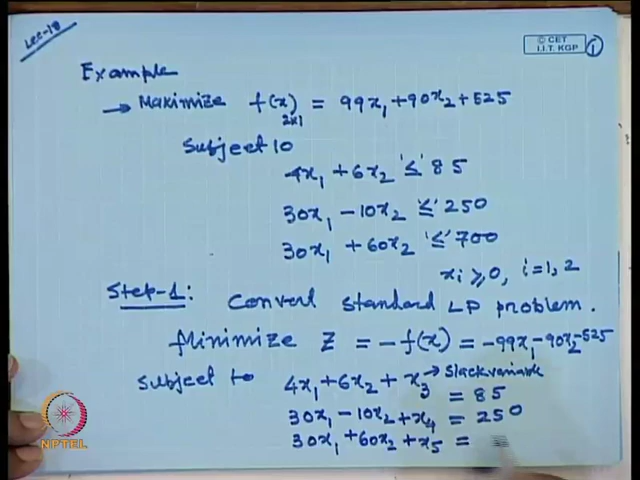 Lec-18
© CET
I.I.T. KGP
1
Example
→ Maximize f(x) = 99x₁ + 90x₂ + 525
2x1
Subject to
4x₁ + 6x₂ '≤' 85
30x₁ - 10x₂ '≤' 250
30x₁ + 60x₂ '≤' 700
xᵢ ≥ 0, i = 1, 2
Step-1: Convert Standard LP problem.
Minimize Z = -f(x) = -99x₁ - 90x₂ - 525
Subject to 4x₁ + 6x₂ + x₃ → Slack variable = 85
30x₁ - 10x₂ + x₄ = 250
30x₁ + 60x₂ + x₅ =
NPTEL